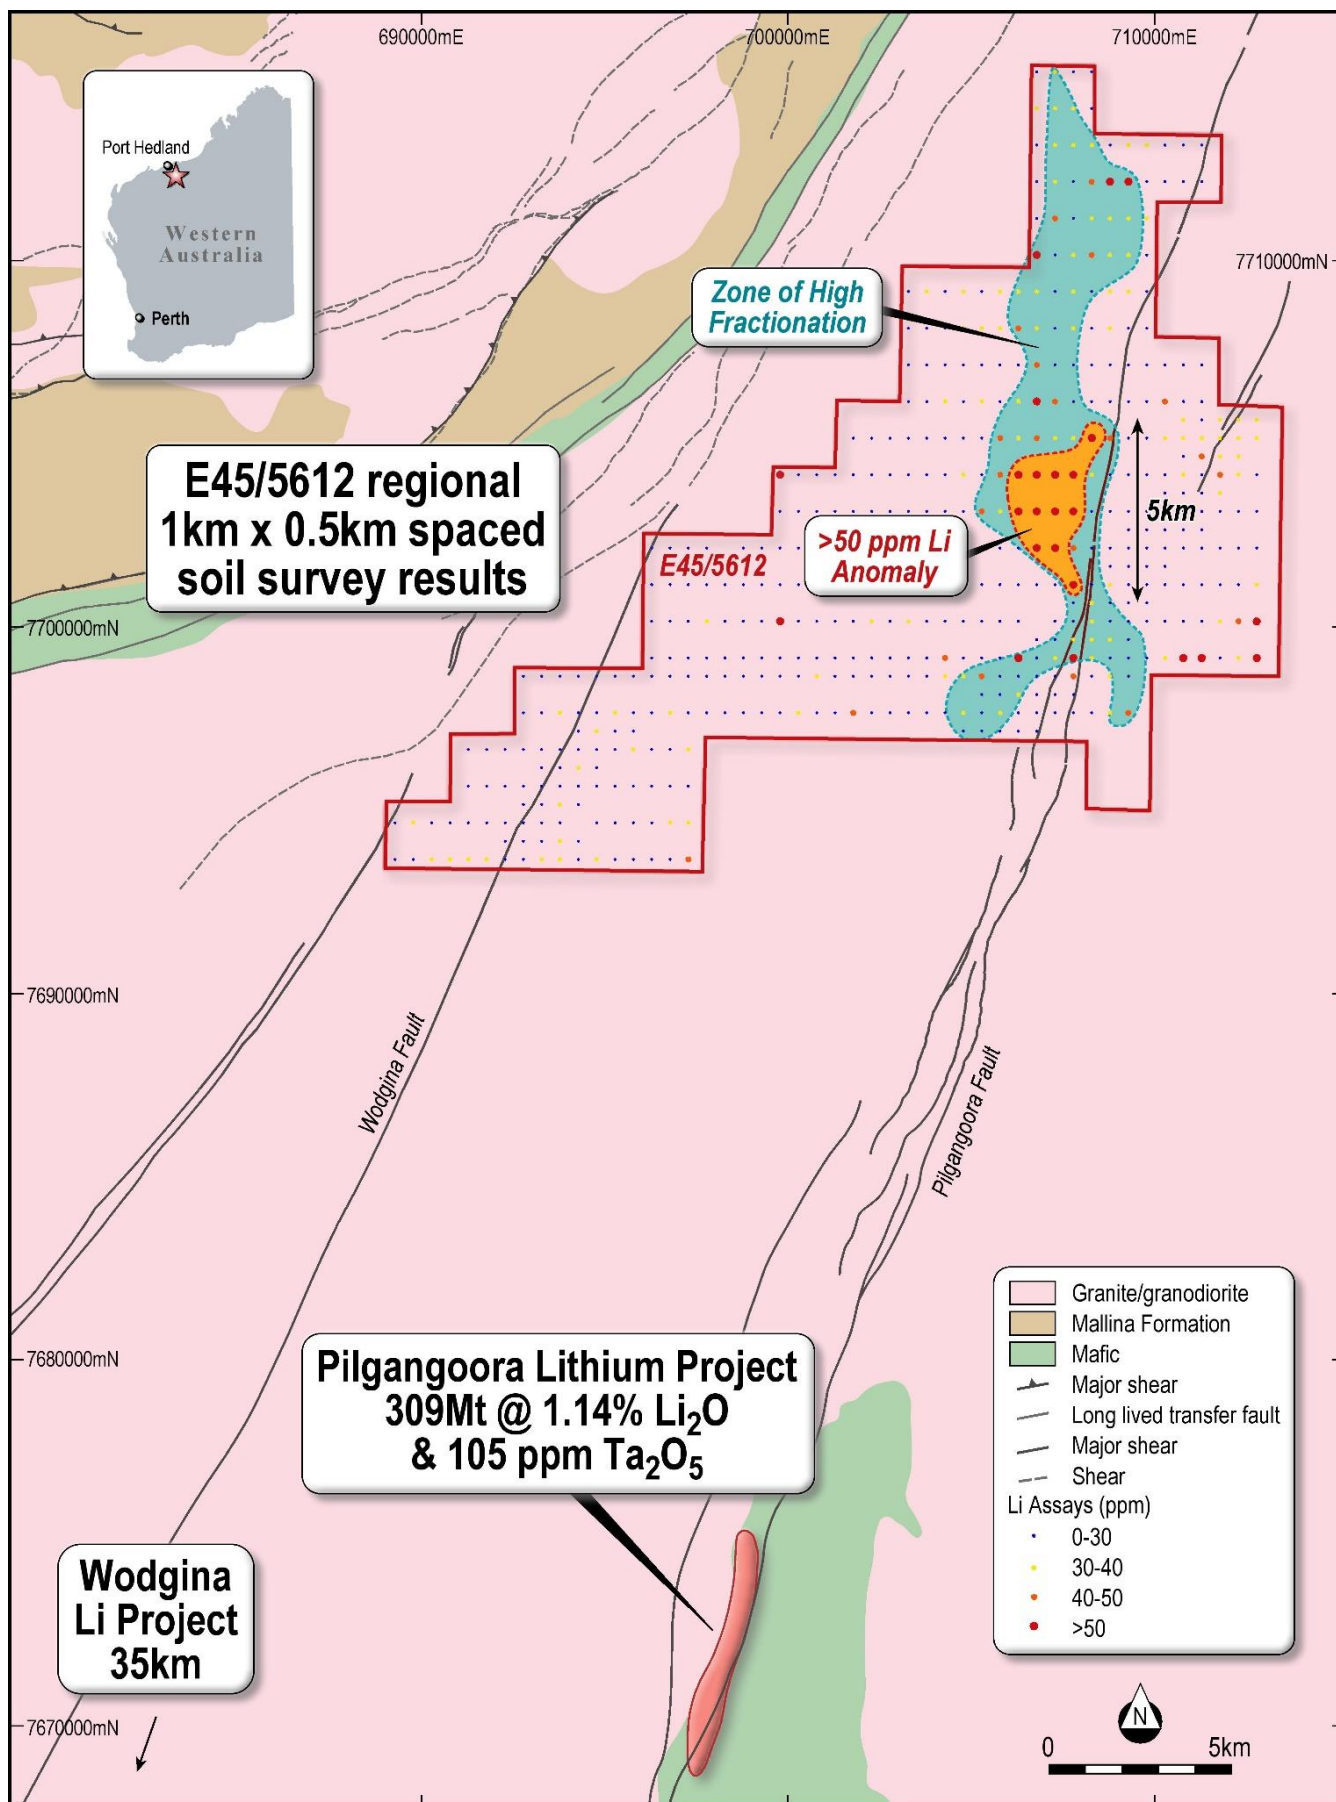 690000mE
700000mE
710000mE
Port Hedland
Western
Australia
Perth
7710000mN
Zone of High
Fractionation
E45/5612 regional
1km x 0.5km spaced
soil survey results
E45/5612
>50 ppm Li
Anomaly
5km
7700000mN
7690000mN
Wodgina Fault
Pilgangoora Fault
7680000mN
Pilgangoora Lithium Project
309Mt @ 1.14% Li₂O
& 105 ppm Ta₂O₅
Wodgina
Li Project
35km
7670000mN
Granite/granodiorite
Mallina Formation
Mafic
Major shear
Long lived transfer fault
Major shear
Shear
Li Assays (ppm)
0-30
30-40
40-50
>50
N
0 5km